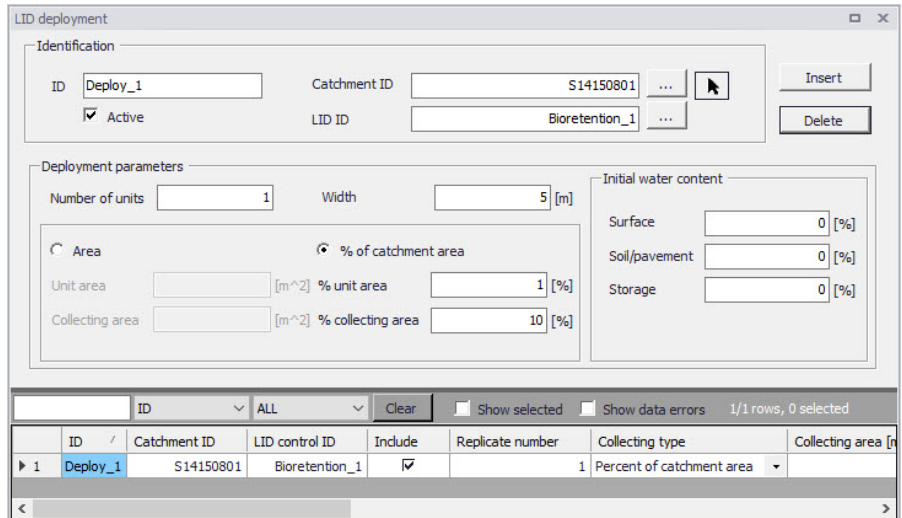 LID deployment
Identification
ID Deploy_1 Catchment ID S14150801 ... Insert
Active LID ID Bioretention_1 ... Delete
Deployment parameters
Number of units 1 Width 5 [m]
Initial water content
Surface 0 [%]
Area % of catchment area
Soil/pavement 0 [%]
Unit area [m^2] % unit area 1 [%]
Storage 0 [%]
Collecting area [m^2] % collecting area 10 [%]
ID ALL Clear Show selected Show data errors 1/1 rows, 0 selected
ID Catchment ID LID control ID Include Replicate number Collecting type Collecting area [
1 Deploy_1 S14150801 Bioretention_1 1 Percent of catchment area